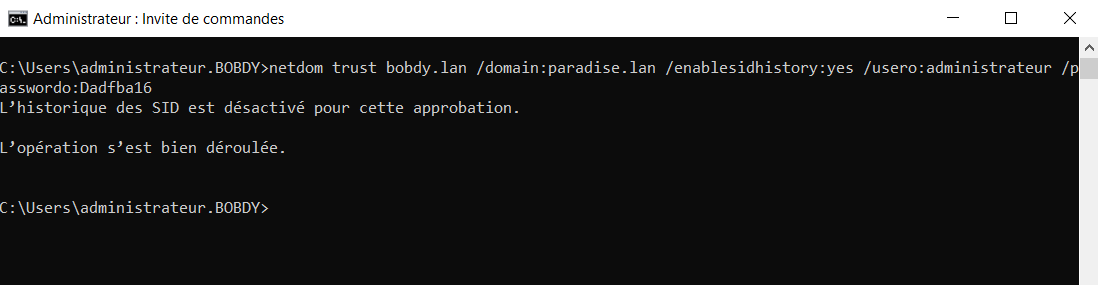 Administrateur : Invite de commandes
C:\Users\administrateur.BOBDY>netdom trust bobdy.lan /domain:paradise.lan /enablesidhistory:yes /usero:administrateur /p
asswordo:Dadfba16
L’historique des SID est désactivé pour cette approbation.
L’opération s’est bien déroulée.
C:\Users\administrateur.BOBDY>